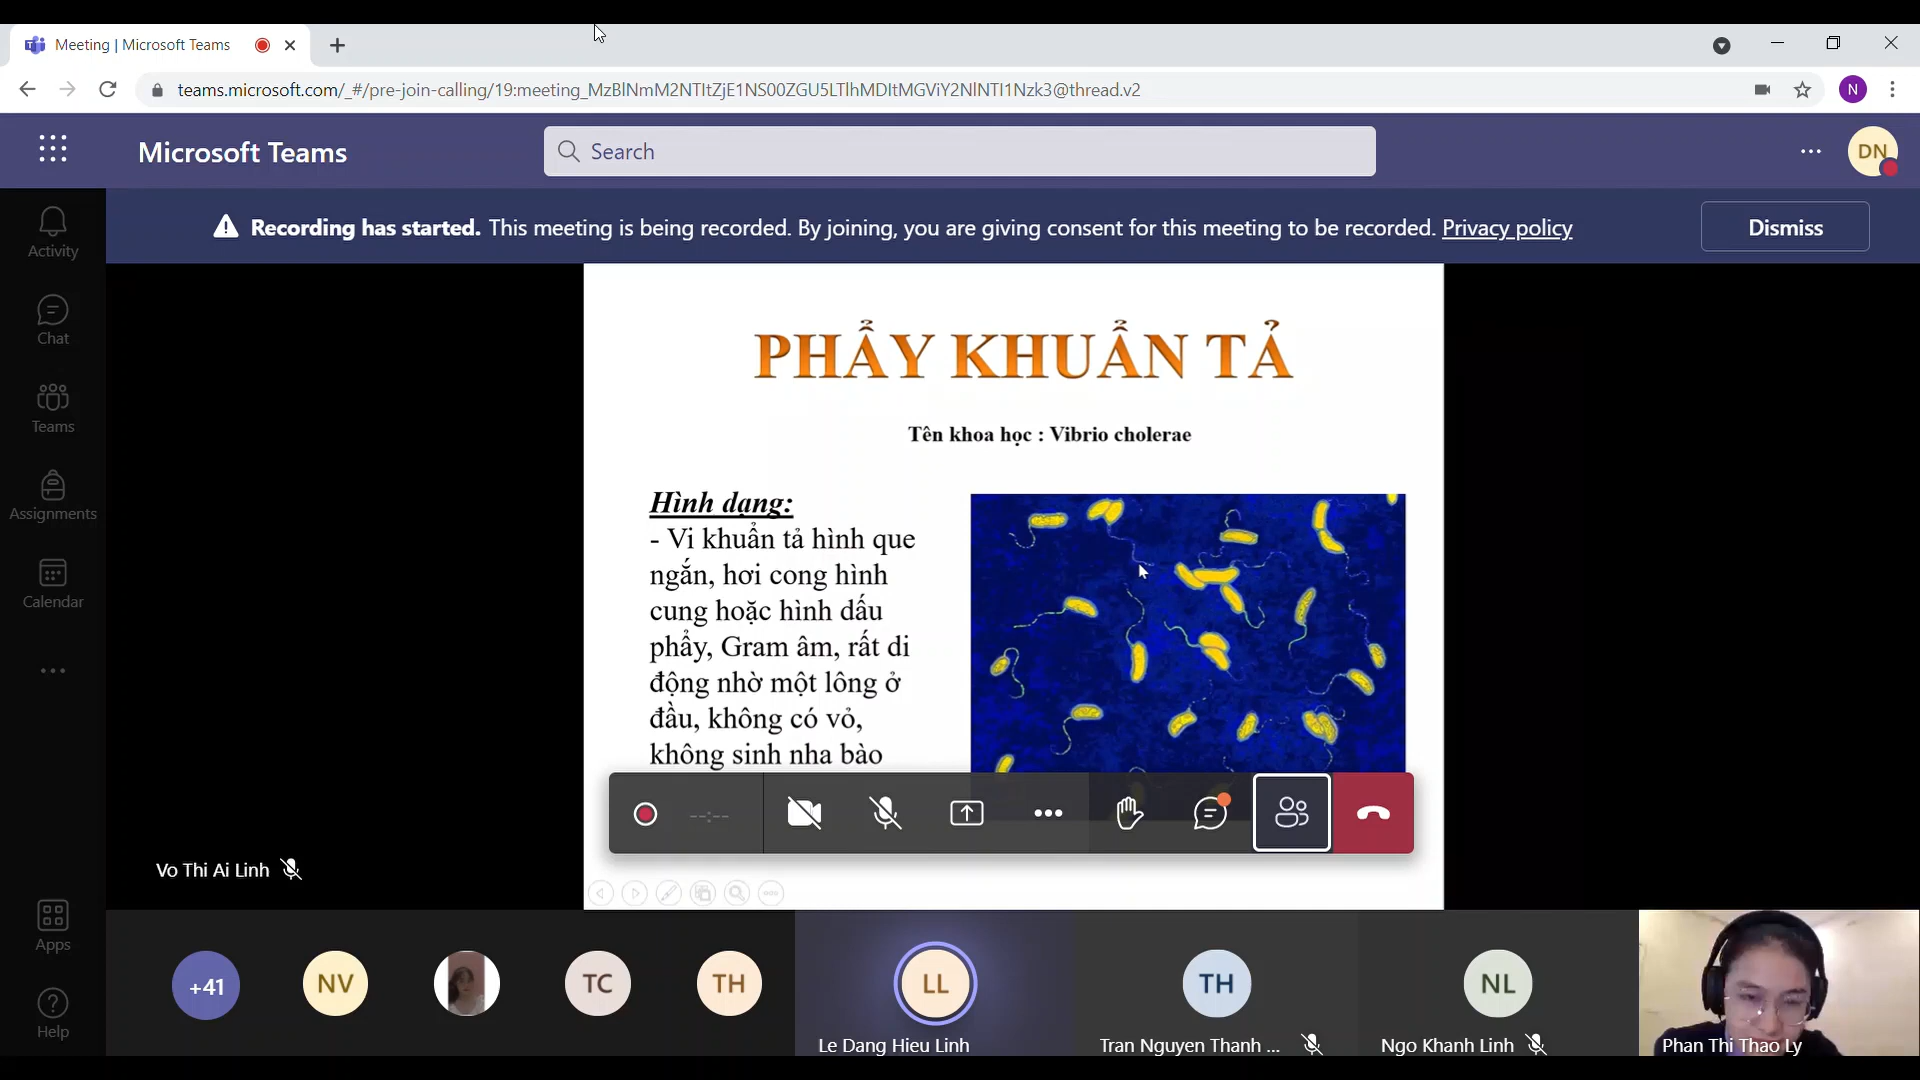 Meeting | Microsoft Teams
teams.microsoft.com/_#/pre-join-calling/19:meeting_MzBlNmM2NTItZjE1NS00ZGU5LTlhMDItMGViY2NlNTI1Nzk3@thread.v2
N
Microsoft Teams
Search
DN
Recording has started. This meeting is being recorded. By joining, you are giving consent for this meeting to be recorded. Privacy policy
Dismiss
Activity
Chat
Teams
Assignments
Calendar
Apps
Help
PHẨY KHUẨN TẢ
Tên khoa học : Vibrio cholerae
Hình dạng:
- Vi khuẩn tả hình que
ngắn, hơi cong hình
cung hoặc hình dấu
phẩy, Gram âm, rất di
động nhờ một lông ở
đầu, không có vỏ,
không sinh nha bào
--:--
Vo Thi Ai Linh
+41
NV
TC
TH
LL
Le Dang Hieu Linh
TH
Tran Nguyen Thanh ...
NL
Ngo Khanh Linh
Phan Thi Thao Ly